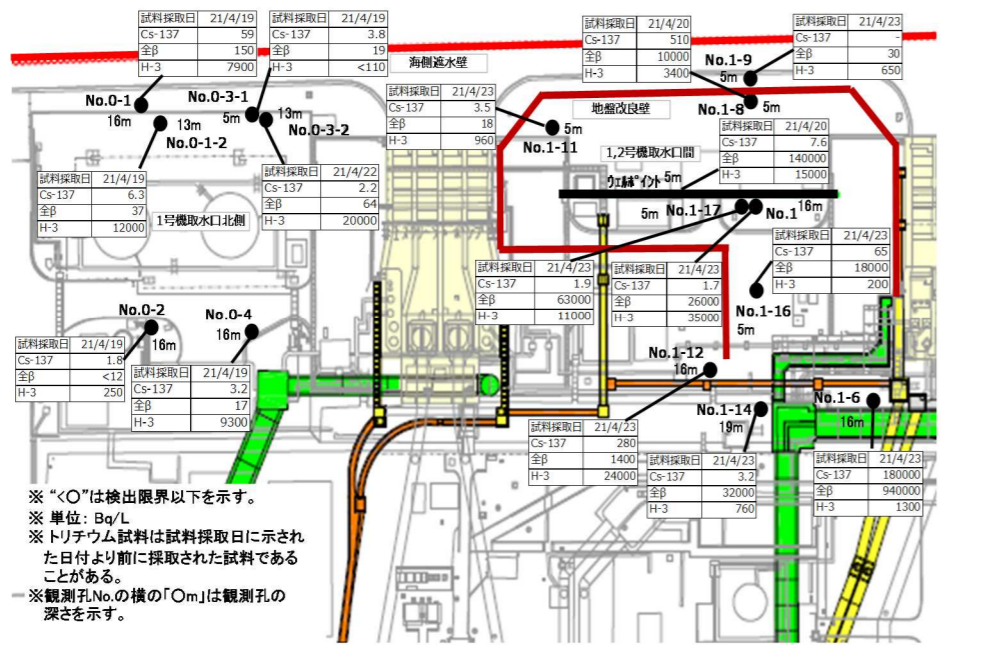 試料採取日 21/4/19
Cs-137 59
全β 150
H-3 7900
試料採取日 21/4/19
Cs-137 3.8
全β 19
H-3 <110
海側遮水壁
試料採取日 21/4/20
Cs-137 510
全β 10000
H-3 3400
試料採取日 21/4/23
Cs-137 -
全β 30
H-3 650
No.1-9
5m
No.0-1
16m
No.0-3-1
5m
13m
No.0-3-2
13m
No.0-1-2
試料採取日 21/4/23
Cs-137 3.5
全β 18
H-3 960
5m
No.1-11
地盤改良壁
No.1-8
5m
試料採取日 21/4/20
Cs-137 7.6
全β 140000
H-3 15000
1,2号機取水口間
ウェルポイント 5m
5m No.1-17
No.1 16m
試料採取日 21/4/19
Cs-137 6.3
全β 37
H-3 12000
1号機取水口北側
試料採取日 21/4/22
Cs-137 2.2
全β 64
H-3 20000
試料採取日 21/4/23
Cs-137 65
全β 18000
H-3 200
試料採取日 21/4/23
Cs-137 1.9
全β 63000
H-3 11000
試料採取日 21/4/23
Cs-137 1.7
全β 26000
H-3 35000
No.1-16
5m
No.0-2
16m
No.0-4
16m
試料採取日 21/4/19
Cs-137 1.8
全β <12
H-3 250
試料採取日 21/4/19
Cs-137 3.2
全β 17
H-3 9300
No.1-12
16m
No.1-14
19m
No.1-6
16m
試料採取日 21/4/23
Cs-137 280
全β 1400
H-3 24000
試料採取日 21/4/23
Cs-137 3.2
全β 32000
H-3 760
試料採取日 21/4/23
Cs-137 180000
全β 940000
H-3 1300
※ “<○”は検出限界以下を示す。
※ 単位: Bq/L
※ トリチウム試料は試料採取日に示され
た日付より前に採取された試料である
ことがある。
※観測孔No.の横の「○m」は観測孔の
深さを示す。